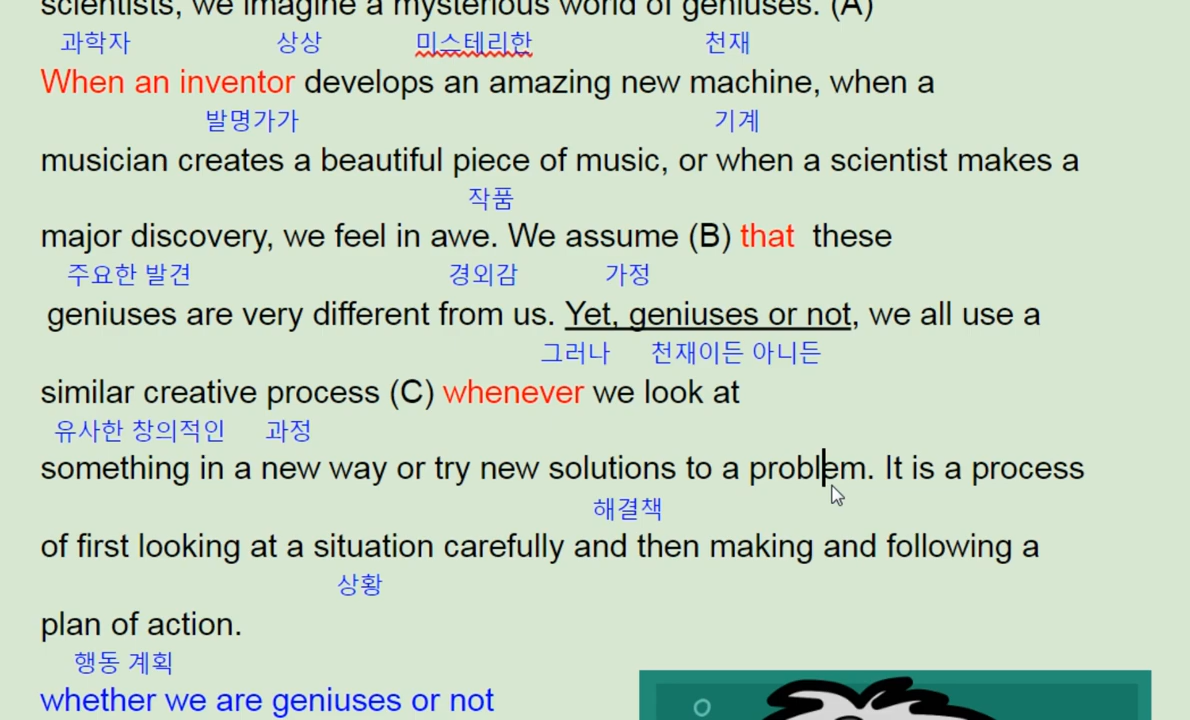 scientists, we imagine a mysterious world of geniuses. (A)
과학자 상상 미스테리한 천재
When an inventor develops an amazing new machine, when a
발명가가 기계
musician creates a beautiful piece of music, or when a scientist makes a
작품
major discovery, we feel in awe. We assume (B) that these
주요한 발견 경외감 가정
geniuses are very different from us. Yet, geniuses or not, we all use a
그러나 천재이든 아니든
similar creative process (C) whenever we look at
유사한 창의적인 과정
something in a new way or try new solutions to a problem. It is a process
해결책
of first looking at a situation carefully and then making and following a
상황
plan of action.
행동 계획
whether we are geniuses or not